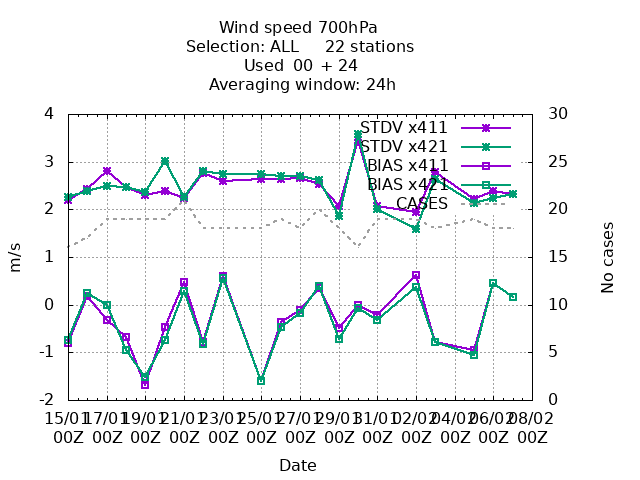 Wind speed 700hPa
Selection: ALL 22 stations
Used 00 + 24
Averaging window: 24h
STDV x411
STDV x421
BIAS x411
BIAS x421
CASES
4
3
2
1
0
-1
-2
m/s
30
25
20
15
10
5
0
No cases
15/01 17/01 19/01 21/01 23/01 25/01 27/01 29/01 31/01 02/02 04/02 06/02 08/02
00Z 00Z 00Z 00Z 00Z 00Z 00Z 00Z 00Z 00Z 00Z 00Z 00Z
Date